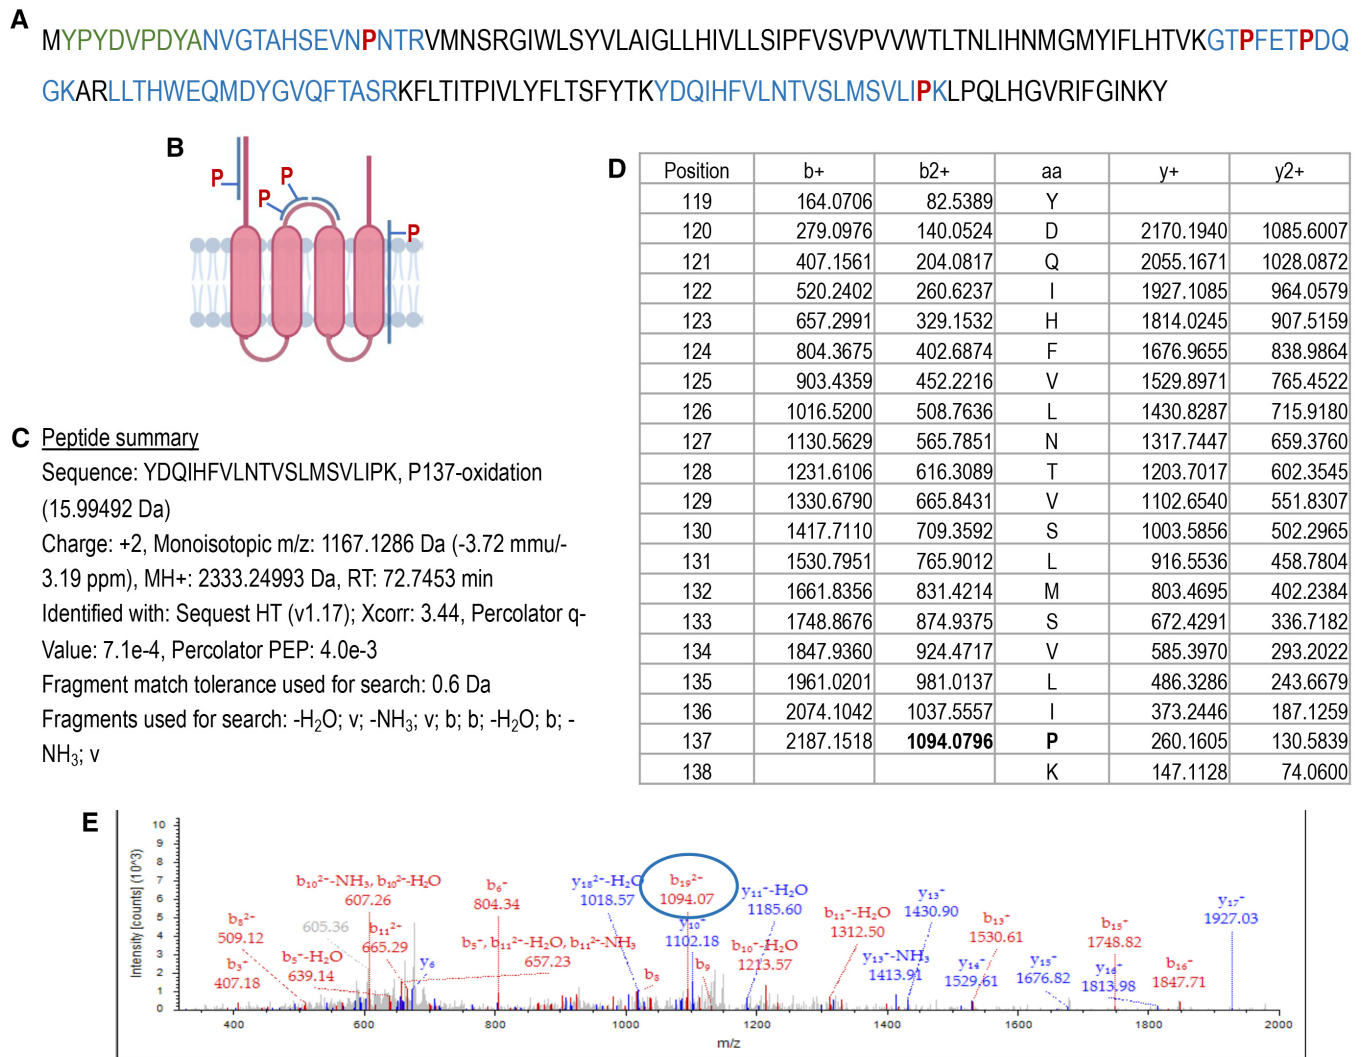 A
MYPYDVPDYANVGTAHSEVNPNTRVMNSRGIWLSYVLAIGLLHIVLLSIPFVSVPVVWTLTNLIHNMGMYIFLHTVKGTPFETPDQ
GKARLLTHWEQMDYGVQFTASRKFLTITPIVLYFLTSFYTKYDQIHFVLNTVSLMSVLIPKLPQLHGVRIFGINKY
B
P
P
P
P
C Peptide summary
Sequence: YDQIHFVLNTVSLMSVLIPK, P137-oxidation
(15.99492 Da)
Charge: +2, Monoisotopic m/z: 1167.1286 Da (-3.72 mmu/-
3.19 ppm), MH+: 2333.24993 Da, RT: 72.7453 min
Identified with: Sequest HT (v1.17); Xcorr: 3.44, Percolator q-
Value: 7.1e-4, Percolator PEP: 4.0e-3
Fragment match tolerance used for search: 0.6 Da
Fragments used for search: -H2O; v; -NH3; v; b; b; -H2O; b; -
NH3; v
D
Position b+ b2+ aa y+ y2+
119 164.0706 82.5389 Y
120 279.0976 140.0524 D 2170.1940 1085.6007
121 407.1561 204.0817 Q 2055.1671 1028.0872
122 520.2402 260.6237 I 1927.1085 964.0579
123 657.2991 329.1532 H 1814.0245 907.5159
124 804.3675 402.6874 F 1676.9655 838.9864
125 903.4359 452.2216 V 1529.8971 765.4522
126 1016.5200 508.7636 L 1430.8287 715.9180
127 1130.5629 565.7851 N 1317.7447 659.3760
128 1231.6106 616.3089 T 1203.7017 602.3545
129 1330.6790 665.8431 V 1102.6540 551.8307
130 1417.7110 709.3592 S 1003.5856 502.2965
131 1530.7951 765.9012 L 916.5536 458.7804
132 1661.8356 831.4214 M 803.4695 402.2384
133 1748.8676 874.9375 S 672.4291 336.7182
134 1847.9360 924.4717 V 585.3970 293.2022
135 1961.0201 981.0137 L 486.3286 243.6679
136 2074.1042 1037.5557 I 373.2446 187.1259
137 2187.1518 1094.0796 P 260.1605 130.5839
138 K 147.1128 74.0600
E
Intensity [counts] (10^3)
10
9
8
7
6
5
4
3
2
1
0
b8²⁺
509.12
b3⁺
407.18
b10²⁺-NH3, b10²⁺-H2O
607.26
605.36
b5⁺-H2O
639.14
b11²⁺
665.29
y6
b6⁺
804.34
b5⁺, b11²⁺-H2O, b11²⁺-NH3
657.23
y18²⁺-H2O
1018.57
b8
b19²⁺
1094.07
y10⁺
1102.18
b9
y11⁺-H2O
1185.60
b10⁺-H2O
1213.57
b11⁺-H2O
1312.50
y13⁺-NH3
1413.91
y13⁺
1430.90
y14⁺
1529.61
b13⁺
1530.61
y15⁺
1676.82
b15⁺
1748.82
y16⁺
1813.98
b16⁺
1847.71
y17⁺
1927.03
400 600 800 1000 1200 1400 1600 1800 2000
m/z